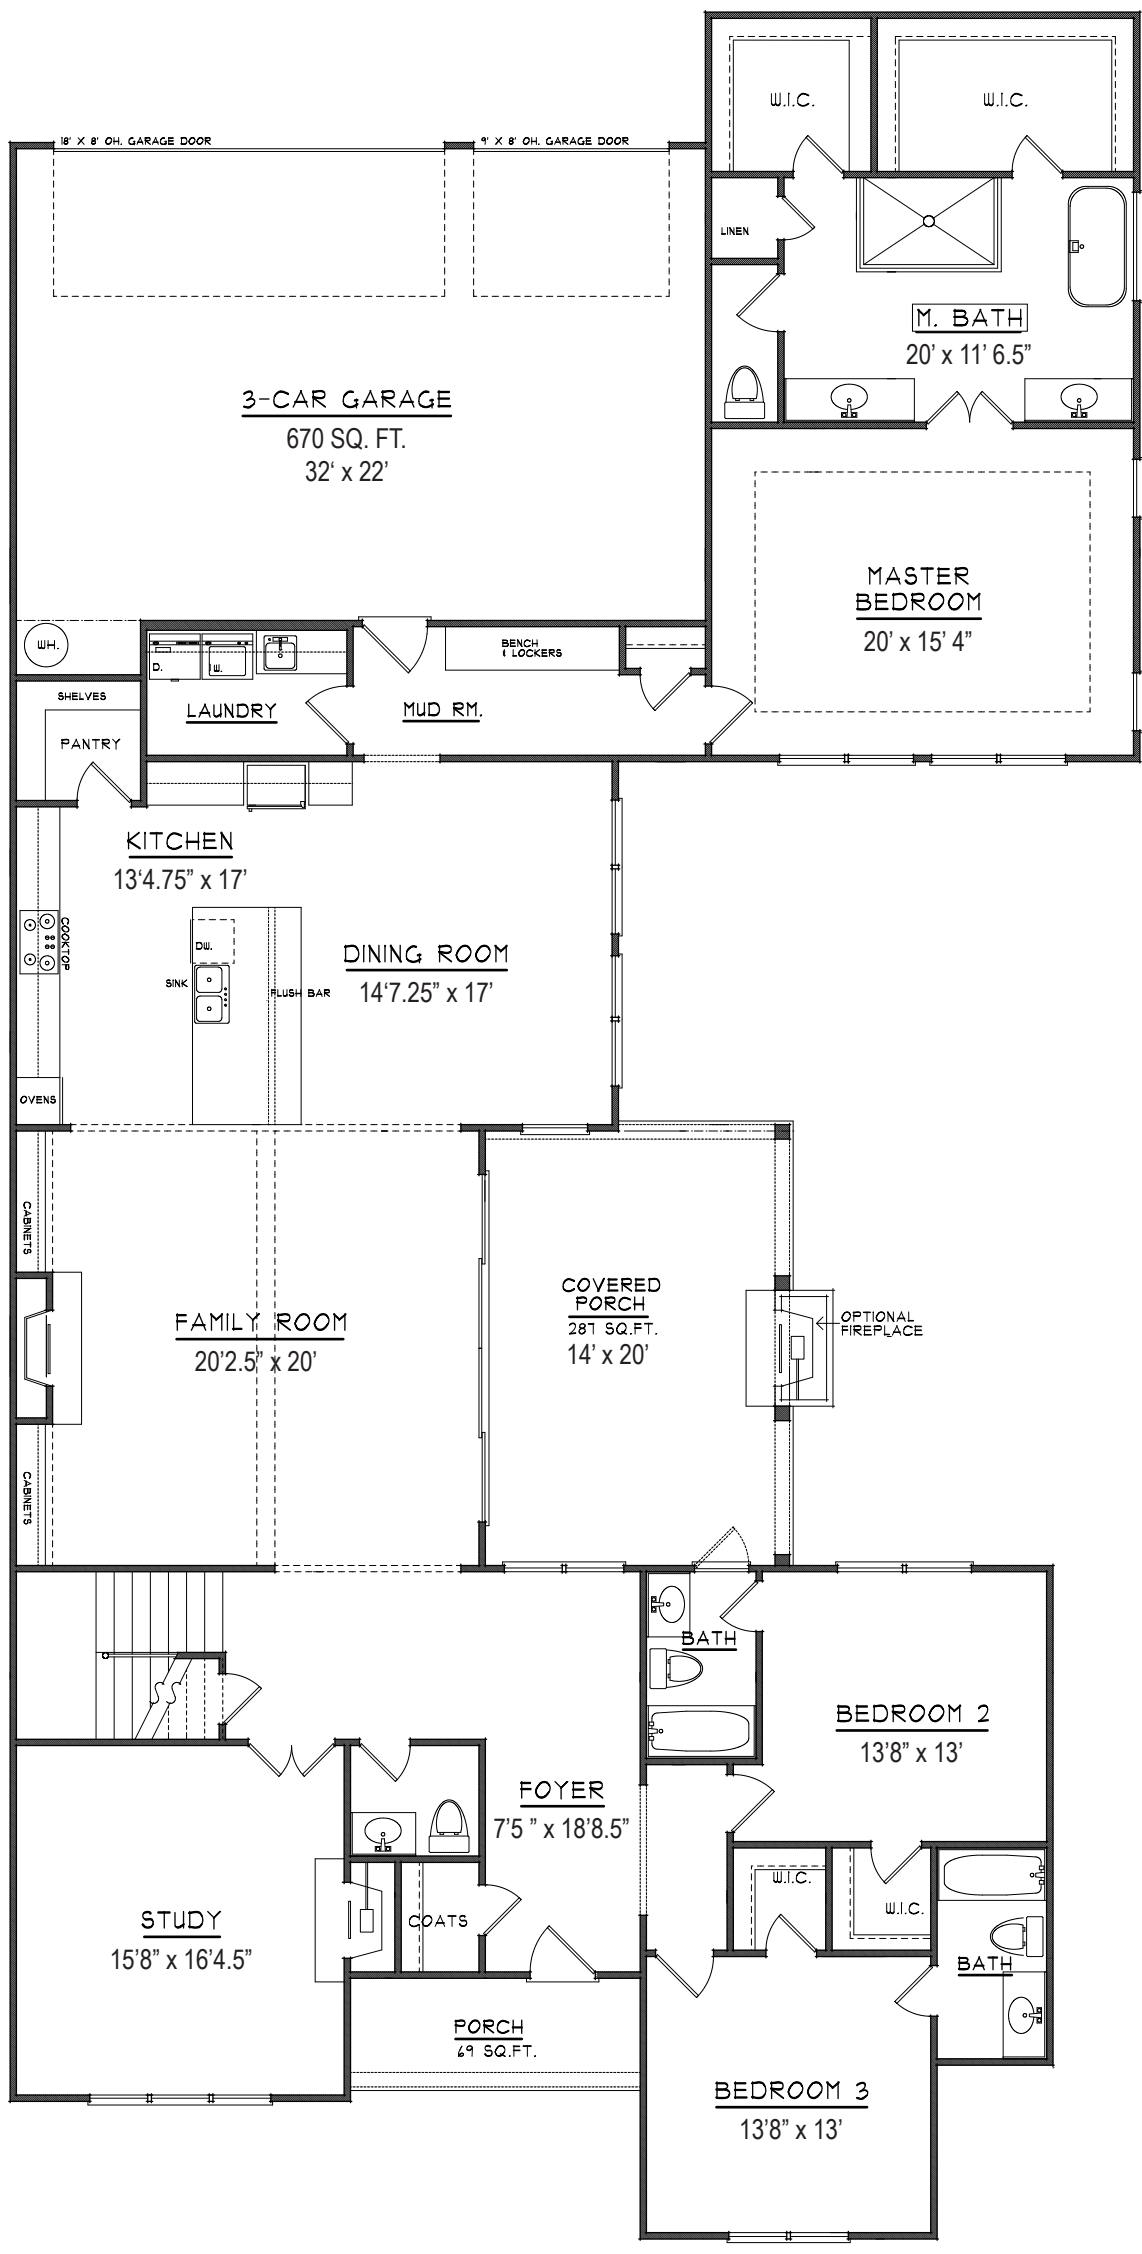 W.I.C.
W.I.C.
18' X 8' OH. GARAGE DOOR
9' X 8' OH. GARAGE DOOR
LINEN
M. BATH
20’ x 11’ 6.5”
3-CAR GARAGE
670 SQ. FT.
32‘ x 22’
MASTER
BEDROOM
20’ x 15’ 4”
WH.
D.
W.
BENCH
& LOCKERS
LAUNDRY
MUD RM.
SHELVES
PANTRY
KITCHEN
13‘4.75” x 17’
COOKTOP
DW.
SINK
FLUSH BAR
DINING ROOM
14‘7.25” x 17’
OVENS
CABINETS
FAMILY ROOM
20’2.5” x 20’
COVERED
PORCH
287 SQ.FT.
14’ x 20’
OPTIONAL
FIREPLACE
CABINETS
BATH
BEDROOM 2
13’8” x 13’
FOYER
7’5 ” x 18’8.5”
W.I.C.
W.I.C.
STUDY
15’8” x 16’4.5”
COATS
BATH
PORCH
69 SQ.FT.
BEDROOM 3
13’8” x 13’